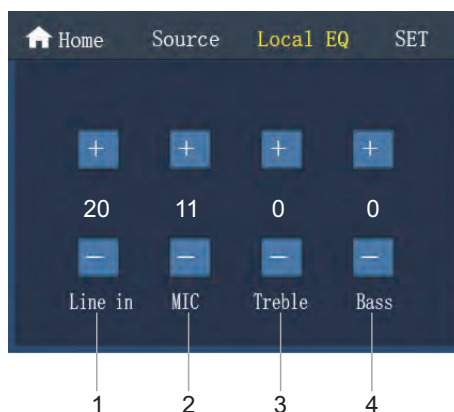 Home Source Local EQ SET
+ + + +
20 11 0 0
− − − −
Line in MIC Treble Bass
1 2 3 4